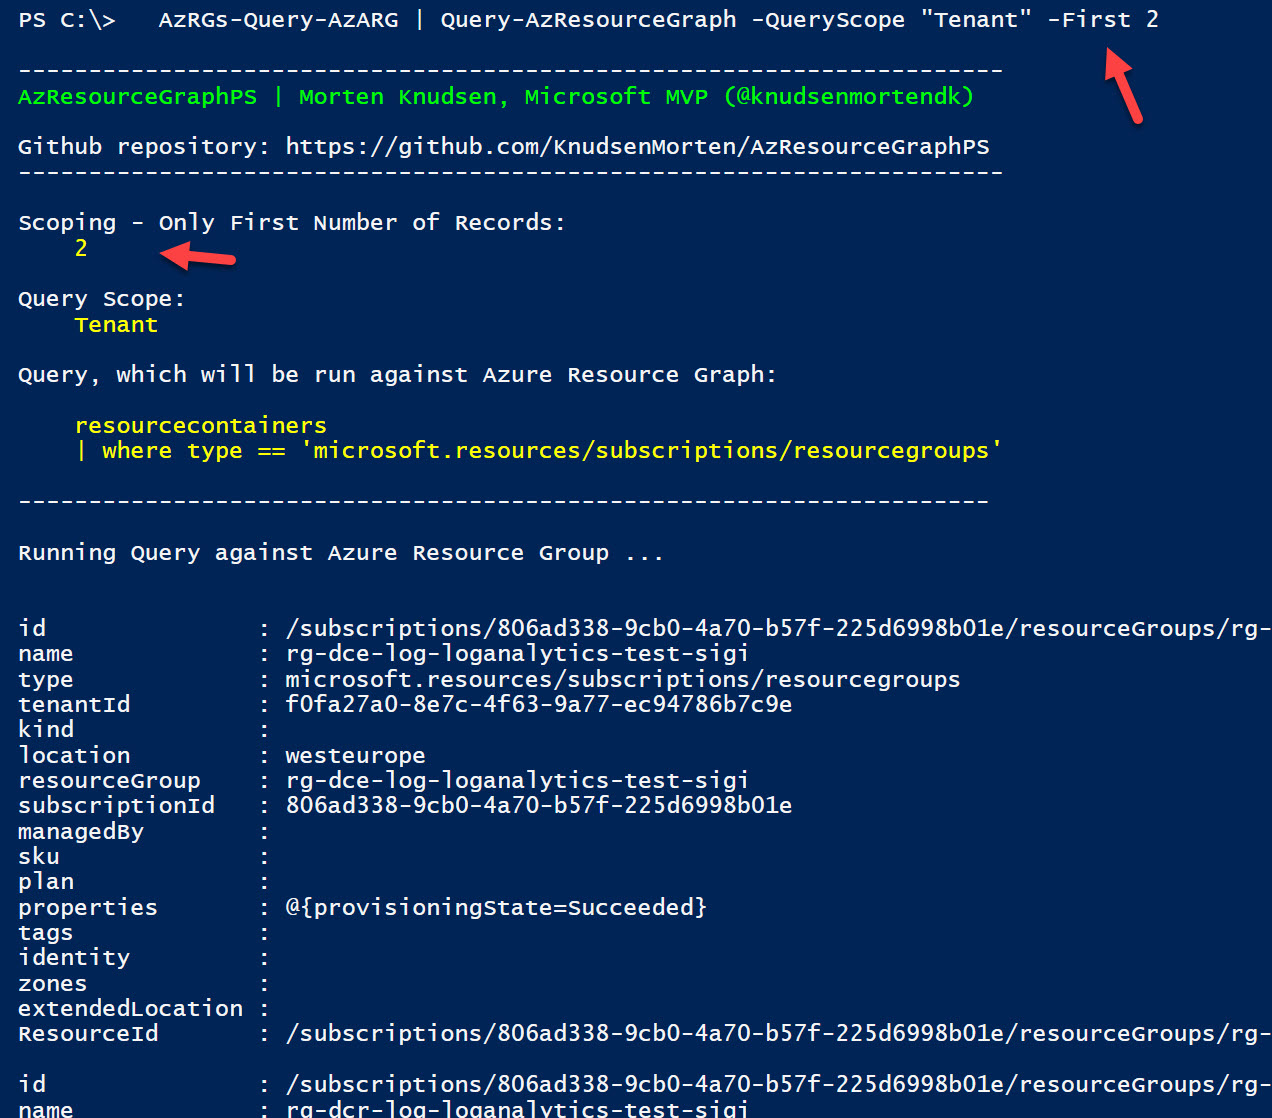 PS C:\>   AzRGs-Query-AzARG | Query-AzResourceGraph -QueryScope "Tenant" -First 2
----------------------------------------------------------------------
AzResourceGraphPS | Morten Knudsen, Microsoft MVP (@knudsenmortendk)
Github repository: https://github.com/KnudsenMorten/AzResourceGraphPS
----------------------------------------------------------------------
Scoping - Only First Number of Records:
2
Query Scope:
Tenant
Query, which will be run against Azure Resource Graph:
resourcecontainers
| where type == 'microsoft.resources/subscriptions/resourcegroups'
---------------------------------------------------------------------
Running Query against Azure Resource Group ...
id               : /subscriptions/806ad338-9cb0-4a70-b57f-225d6998b01e/resourceGroups/rg-
name             : rg-dce-log-loganalytics-test-sigi
type             : microsoft.resources/subscriptions/resourcegroups
tenantId         : f0fa27a0-8e7c-4f63-9a77-ec94786b7c9e
kind             :
location         : westeurope
resourceGroup    : rg-dce-log-loganalytics-test-sigi
subscriptionId   : 806ad338-9cb0-4a70-b57f-225d6998b01e
managedBy        :
sku              :
plan             :
properties       : @{provisioningState=Succeeded}
tags             :
identity         :
zones            :
extendedLocation :
ResourceId       : /subscriptions/806ad338-9cb0-4a70-b57f-225d6998b01e/resourceGroups/rg-
id               : /subscriptions/806ad338-9cb0-4a70-b57f-225d6998b01e/resourceGroups/rg-
name             : rg-dcr-log-loganalytics-test-sigi